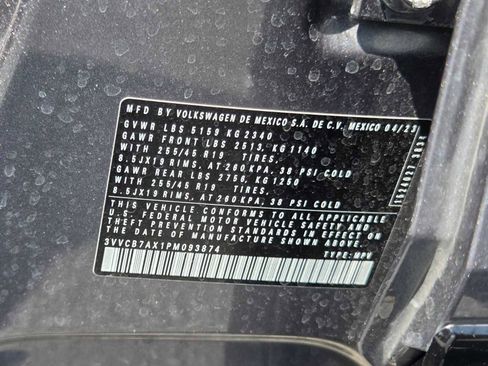 MFD BY VOLKSWAGEN DE MEXICO S.A. DE C.V. MEXICO 04/23
GVWR LBS 5159 KG 2340
GAWR FRONT LBS 2513, KG 1140
WITH 255/45 R19 TIRES.
8.5JX19 RIMS, AT 260KPA, 38 PSI COLD
GAWR REAR LBS 2756, KG 1250
WITH 255/45 R19 TIRES.
8.5JX19 RIMS, AT 260 KPA, 38 PSI COLD
THIS VEHICLE CONFORMS TO ALL APPLICABLE
U.S. FEDERAL MOTOR VEHICLE SAFETY AND
THEFT PREVENTION STANDARDS IN EFFECT ON
THE DATE OF MANUFACTURE SHOWN ABOVE.
3VVCB7AX1PM093674
TYPE: MPV